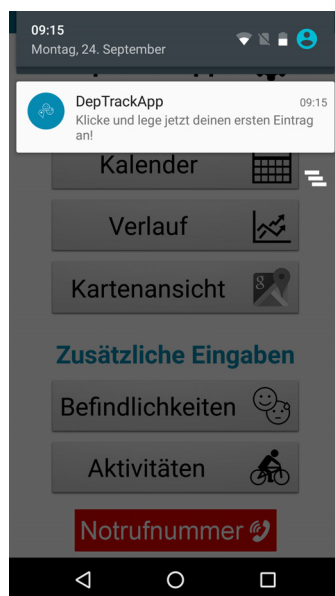 09:15
Montag, 24. September
DepTrackApp 09:15
Klicke und lege jetzt deinen ersten Eintrag
an!
Kalender
Verlauf
Kartenansicht
Zusätzliche Eingaben
Befindlichkeiten
Aktivitäten
Notrufnummer